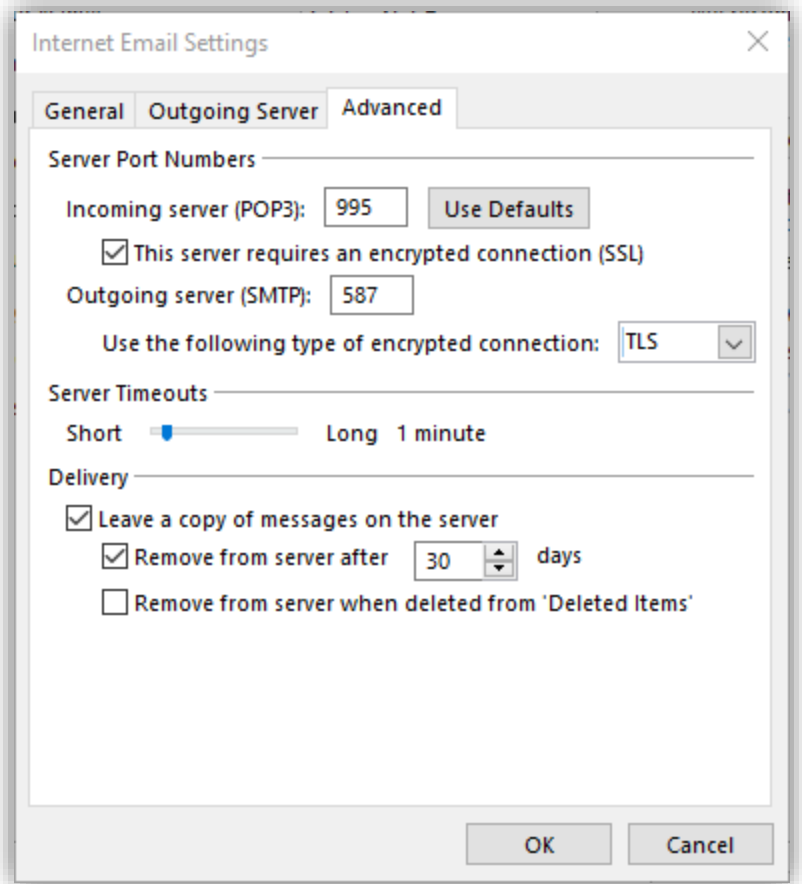 Internet Email Settings
General Outgoing Server Advanced
Server Port Numbers
Incoming server (POP3): 995 Use Defaults
This server requires an encrypted connection (SSL)
Outgoing server (SMTP): 587
Use the following type of encrypted connection: TLS
Server Timeouts
Short Long 1 minute
Delivery
Leave a copy of messages on the server
Remove from server after 30 days
Remove from server when deleted from 'Deleted Items'
OK Cancel